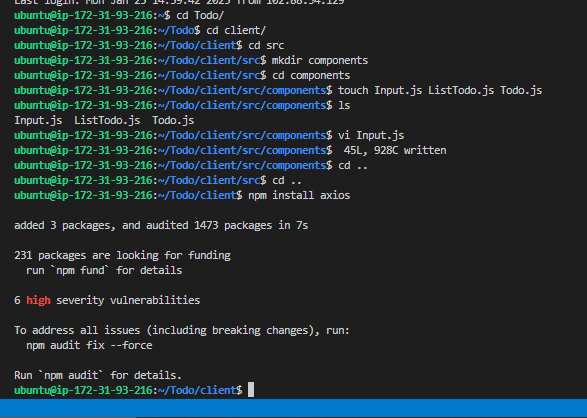 Last login: Mon Jan 23 14:39:42 2023 from 102.88.34.129
ubuntu@ip-172-31-93-216:~$ cd Todo/
ubuntu@ip-172-31-93-216:~/Todo$ cd client/
ubuntu@ip-172-31-93-216:~/Todo/client$ cd src
ubuntu@ip-172-31-93-216:~/Todo/client/src$ mkdir components
ubuntu@ip-172-31-93-216:~/Todo/client/src$ cd components
ubuntu@ip-172-31-93-216:~/Todo/client/src/components$ touch Input.js ListTodo.js Todo.js
ubuntu@ip-172-31-93-216:~/Todo/client/src/components$ ls
Input.js  ListTodo.js  Todo.js
ubuntu@ip-172-31-93-216:~/Todo/client/src/components$ vi Input.js
ubuntu@ip-172-31-93-216:~/Todo/client/src/components$  45L, 928C written
ubuntu@ip-172-31-93-216:~/Todo/client/src/components$ cd ..
ubuntu@ip-172-31-93-216:~/Todo/client/src$ cd ..
ubuntu@ip-172-31-93-216:~/Todo/client$ npm install axios
added 3 packages, and audited 1473 packages in 7s
231 packages are looking for funding
  run `npm fund` for details
6 high severity vulnerabilities
To address all issues (including breaking changes), run:
  npm audit fix --force
Run `npm audit` for details.
ubuntu@ip-172-31-93-216:~/Todo/client$